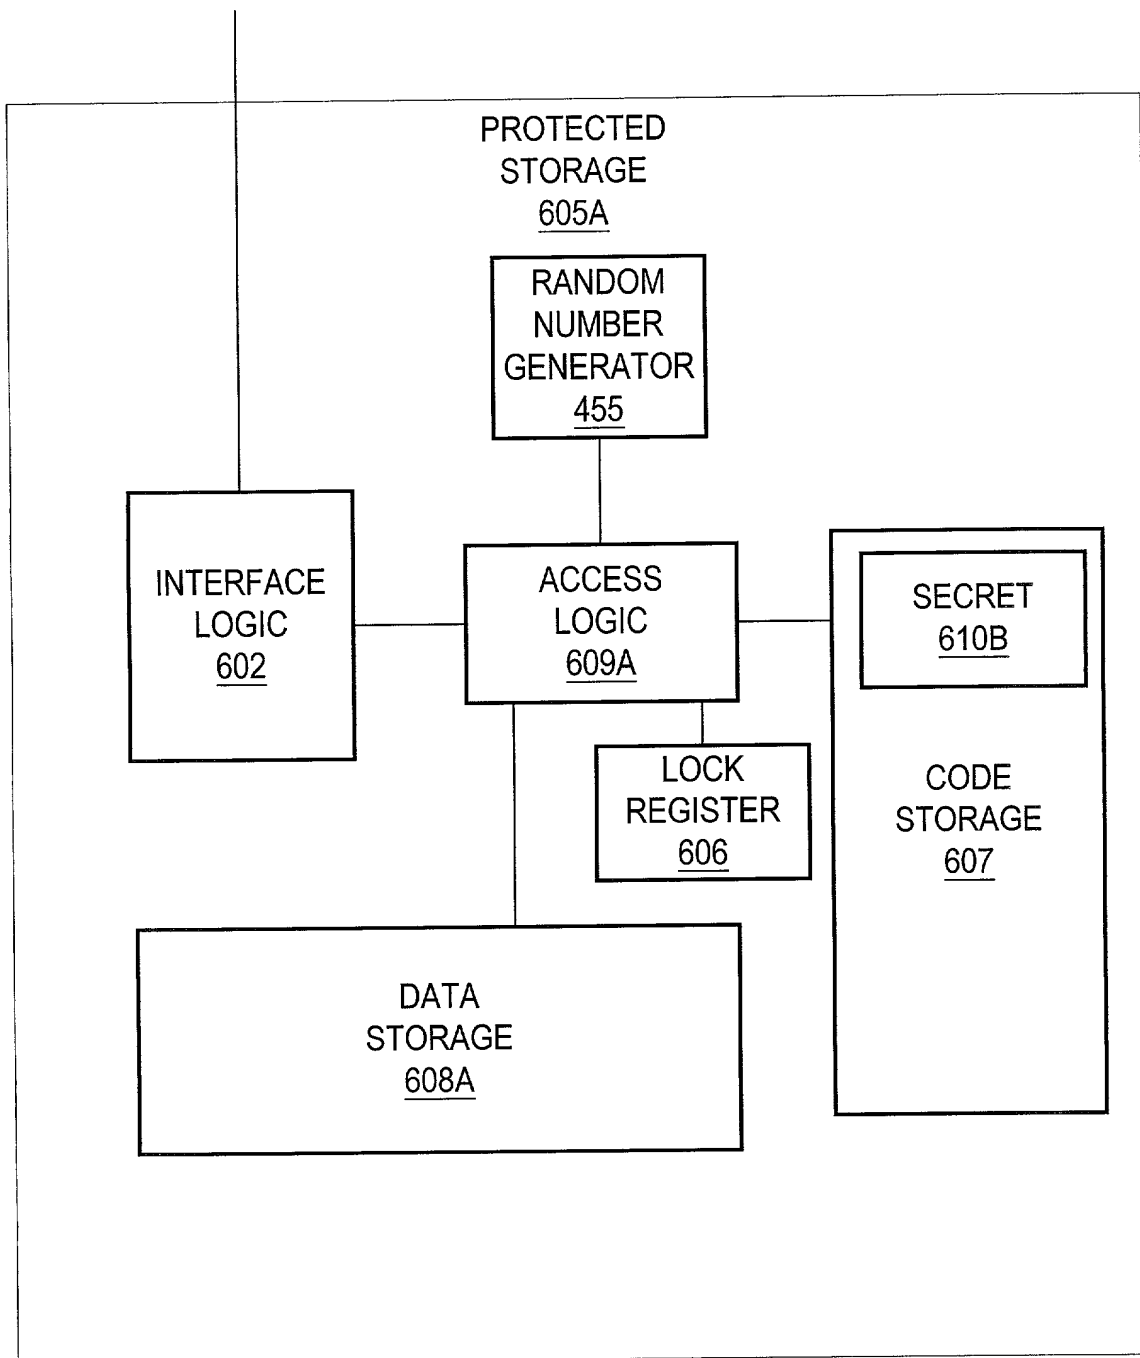 PROTECTED
STORAGE
605A
RANDOM
NUMBER
GENERATOR
455
INTERFACE
LOGIC
602
ACCESS
LOGIC
609A
SECRET
610B
LOCK
REGISTER
606
CODE
STORAGE
607
DATA
STORAGE
608A